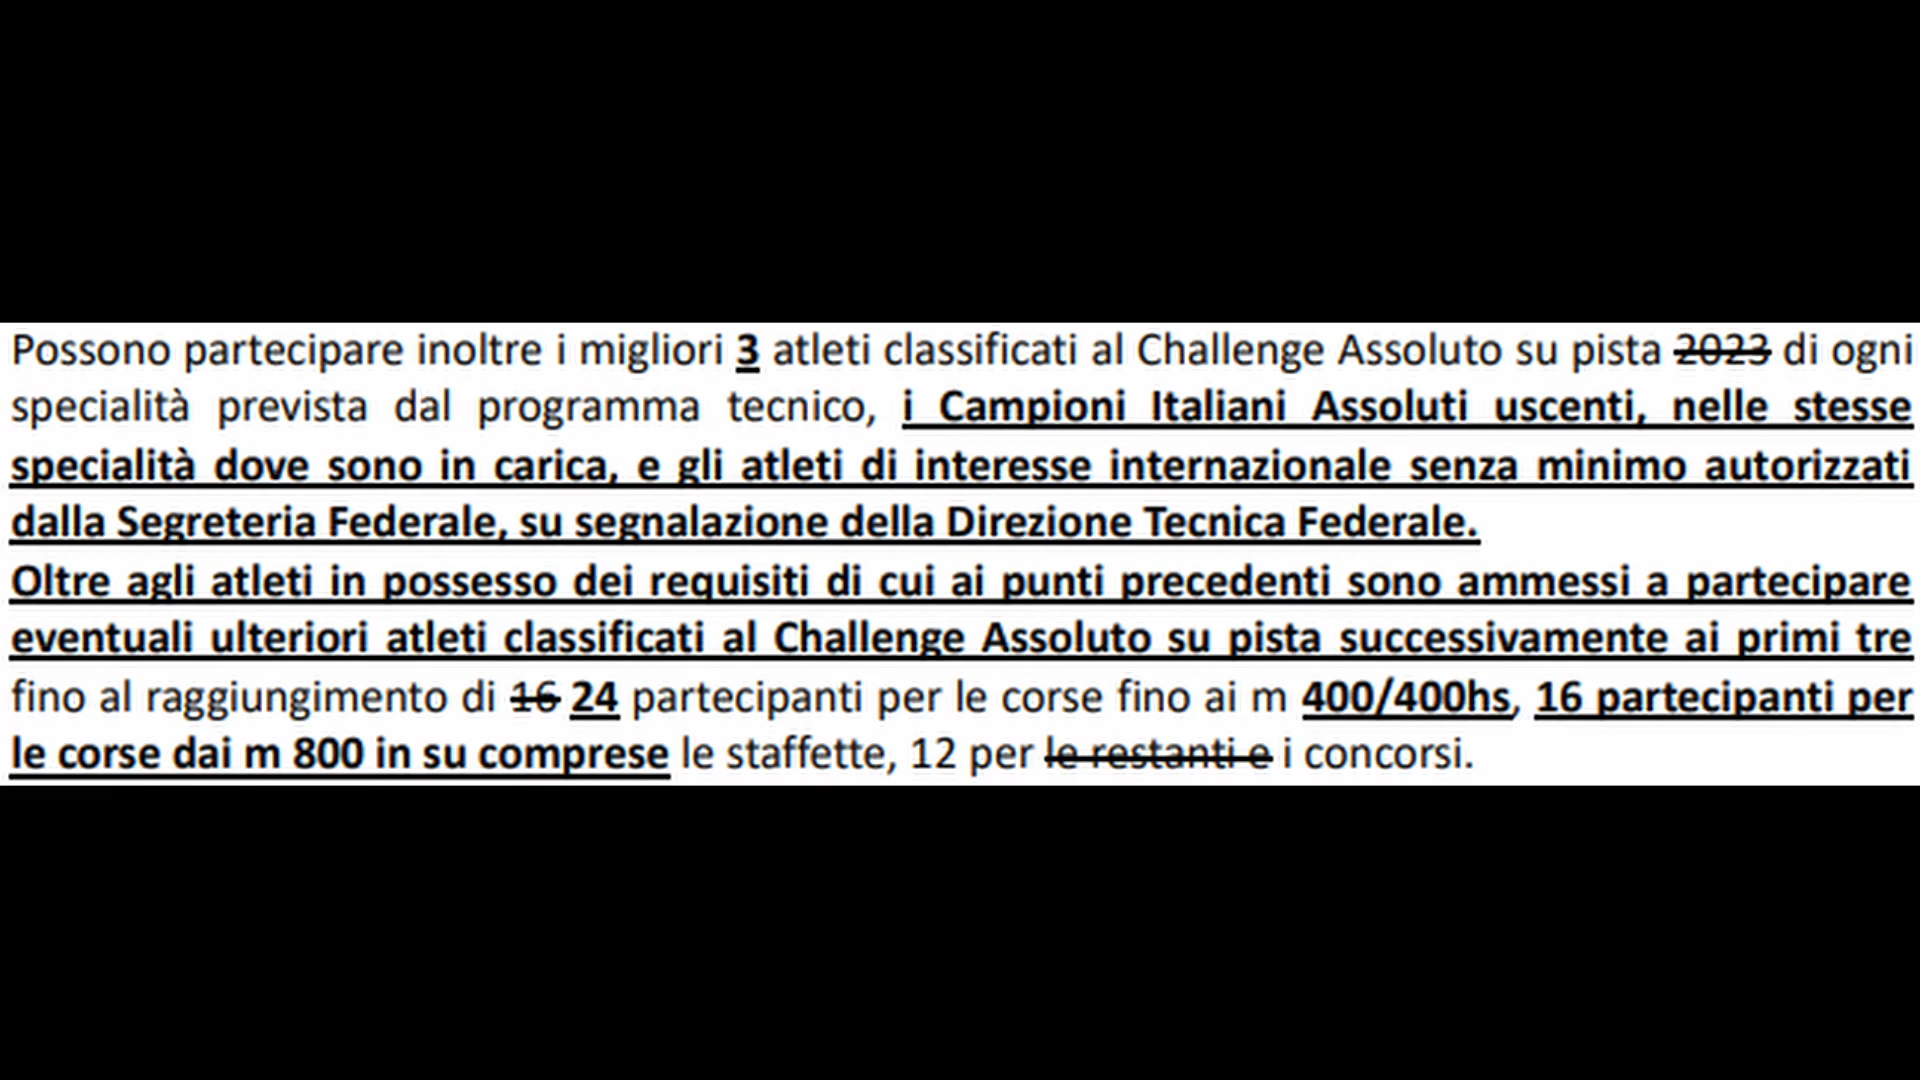 Possono partecipare inoltre i migliori 3 atleti classificati al Challenge Assoluto su pista 2023 di ogni
specialità prevista dal programma tecnico, i Campioni Italiani Assoluti uscenti, nelle stesse
specialità dove sono in carica, e gli atleti di interesse internazionale senza minimo autorizzati
dalla Segreteria Federale, su segnalazione della Direzione Tecnica Federale.
Oltre agli atleti in possesso dei requisiti di cui ai punti precedenti sono ammessi a partecipare
eventuali ulteriori atleti classificati al Challenge Assoluto su pista successivamente ai primi tre
fino al raggiungimento di 16 24 partecipanti per le corse fino ai m 400/400hs, 16 partecipanti per
le corse dai m 800 in su comprese le staffette, 12 per le restanti e i concorsi.